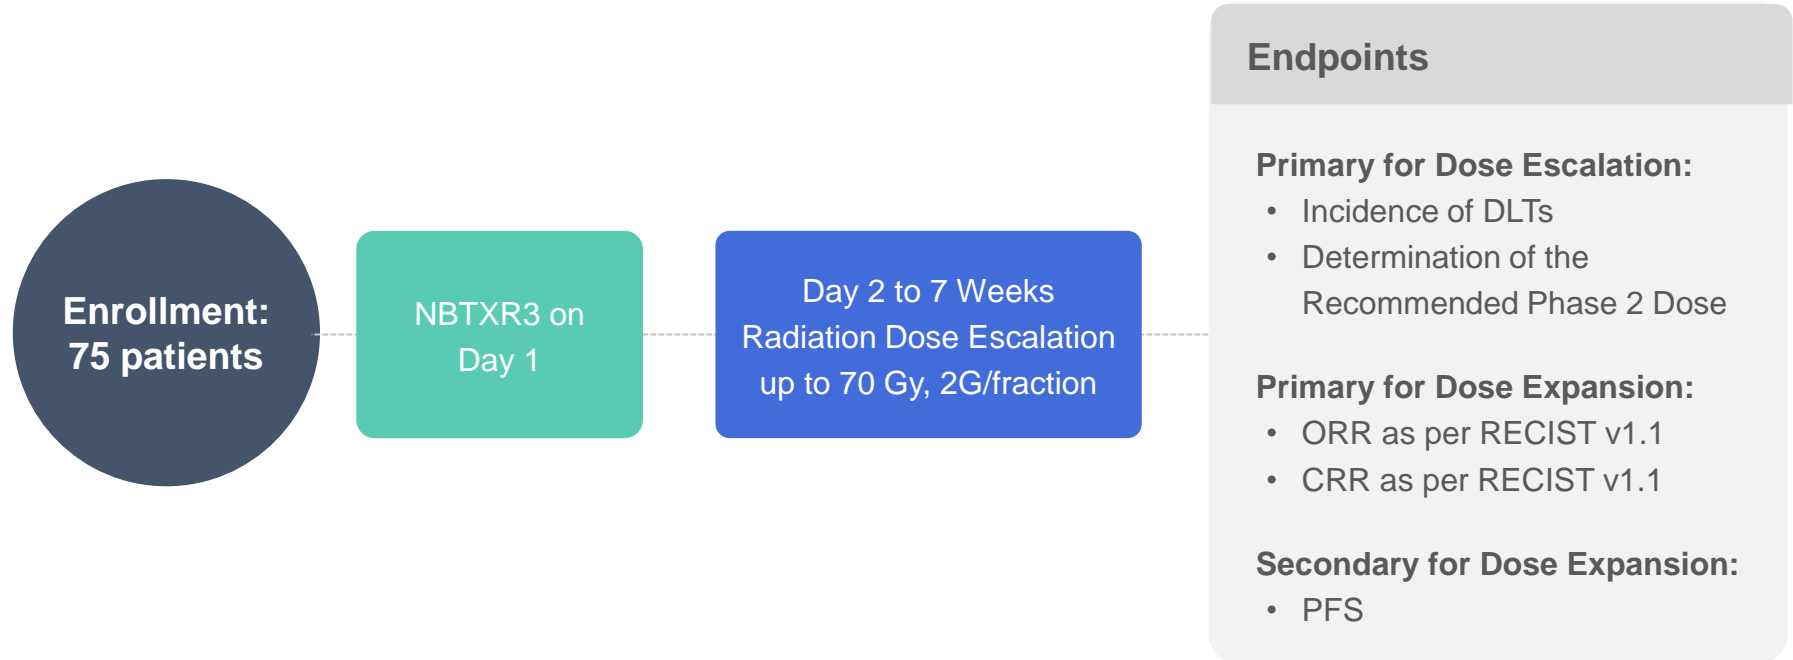 Enrollment:
75 patients
NBTXR3 on
Day 1
Day 2 to 7 Weeks
Radiation Dose Escalation
up to 70 Gy, 2G/fraction
Endpoints
Primary for Dose Escalation:
• Incidence of DLTs
• Determination of the
Recommended Phase 2 Dose
Primary for Dose Expansion:
• ORR as per RECIST v1.1
• CRR as per RECIST v1.1
Secondary for Dose Expansion:
• PFS